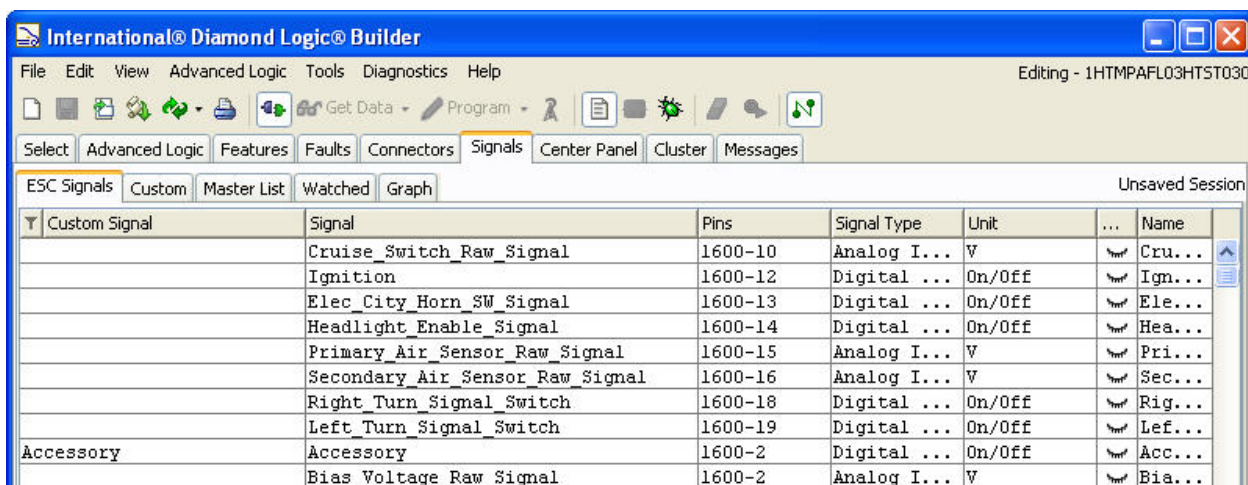 International® Diamond Logic® Builder
File Edit View Advanced Logic Tools Diagnostics Help Editing - 1HTMPAFL03HTST030
Get Data Program
Select Advanced Logic Features Faults Connectors Signals Center Panel Cluster Messages
ESC Signals Custom Master List Watched Graph Unsaved Session
Custom Signal Signal Pins Signal Type Unit ... Name
Cruise_Switch_Raw_Signal 1600-10 Analog I... V Cru...
Ignition 1600-12 Digital ... On/Off Ign...
Elec_City_Horn_SW_Signal 1600-13 Digital ... On/Off Ele...
Headlight_Enable_Signal 1600-14 Digital ... On/Off Hea...
Primary_Air_Sensor_Raw_Signal 1600-15 Analog I... V Pri...
Secondary_Air_Sensor_Raw_Signal 1600-16 Analog I... V Sec...
Right_Turn_Signal_Switch 1600-18 Digital ... On/Off Rig...
Left_Turn_Signal_Switch 1600-19 Digital ... On/Off Lef...
Accessory Accessory 1600-2 Digital ... On/Off Acc...
Bias_Voltage_Raw_Signal 1600-2 Analog I... V Bia...